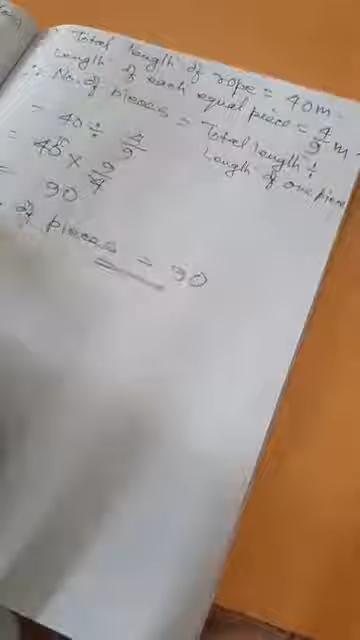 Total length of rope = 40m.
Length of each equal piece = 4/9 m.
∴ No. of pieces = Total length ÷
Length of one piece
= 40 ÷ 4/9
= 40 × 9/4
= 90
of pieces = 90